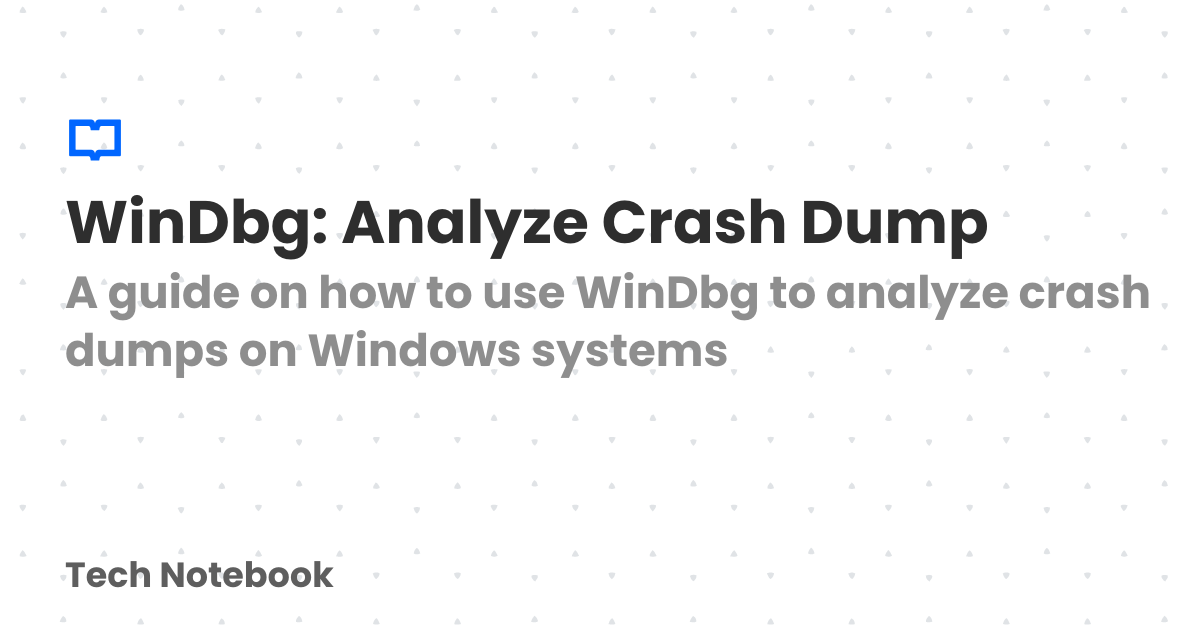 WinDbg: Analyze Crash Dump
A guide on how to use WinDbg to analyze crash
dumps on Windows systems
Tech Notebook